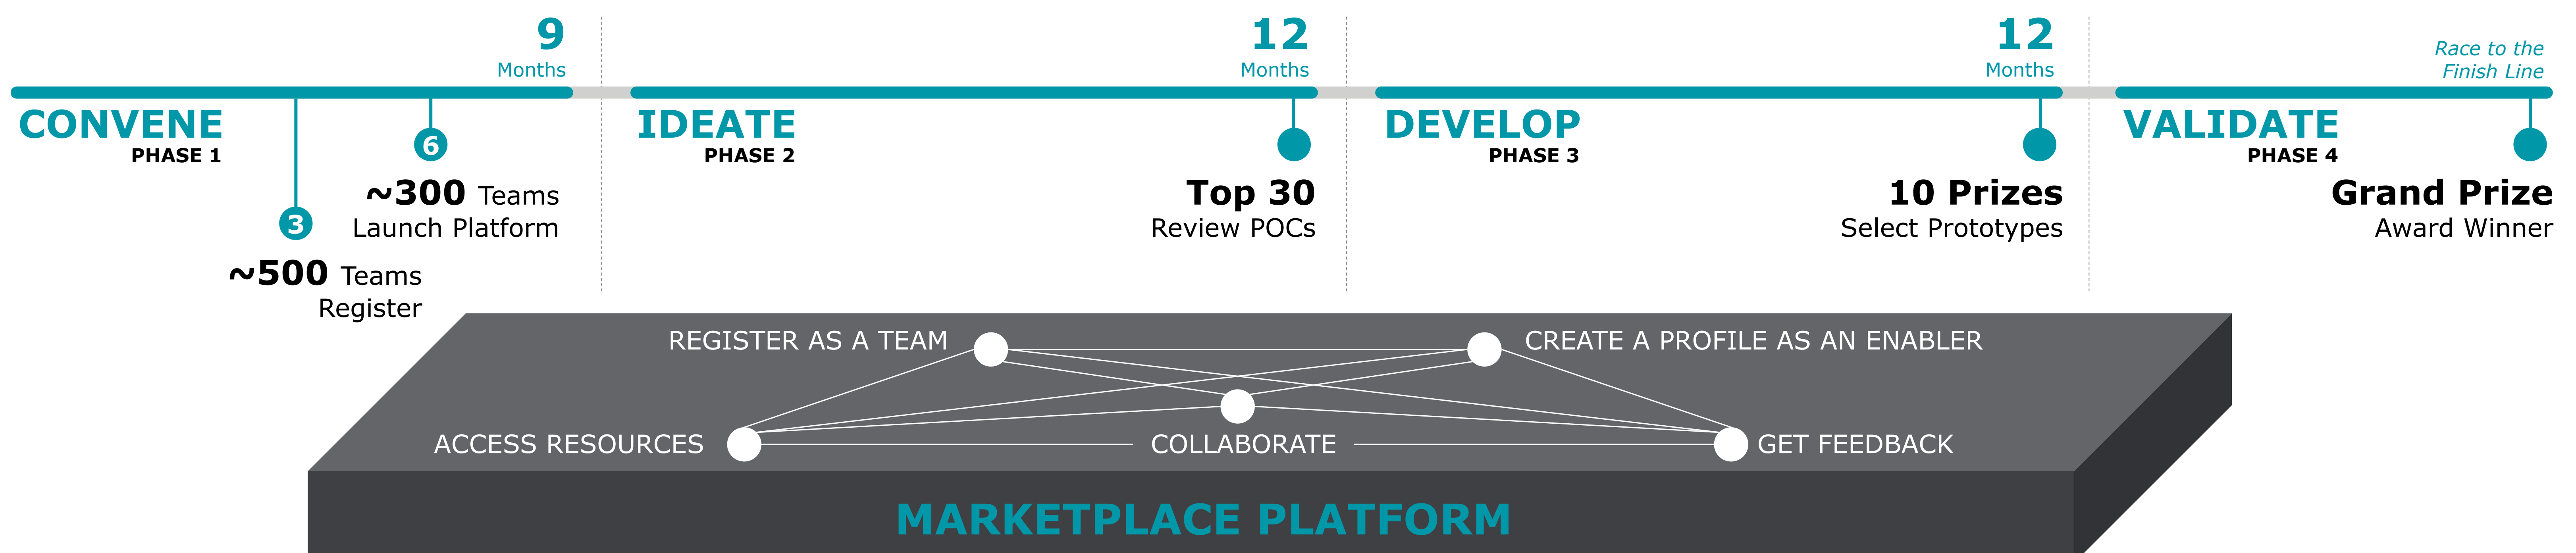 9
Months
CONVENE
PHASE 1
6
~300 Teams
Launch Platform
3
~500 Teams
Register
12
Months
IDEATE
PHASE 2
Top 30
Review POCs
12
Months
DEVELOP
PHASE 3
10 Prizes
Select Prototypes
Race to the
Finish Line
VALIDATE
PHASE 4
Grand Prize
Award Winner
REGISTER AS A TEAM
CREATE A PROFILE AS AN ENABLER
ACCESS RESOURCES
COLLABORATE
GET FEEDBACK
MARKETPLACE PLATFORM